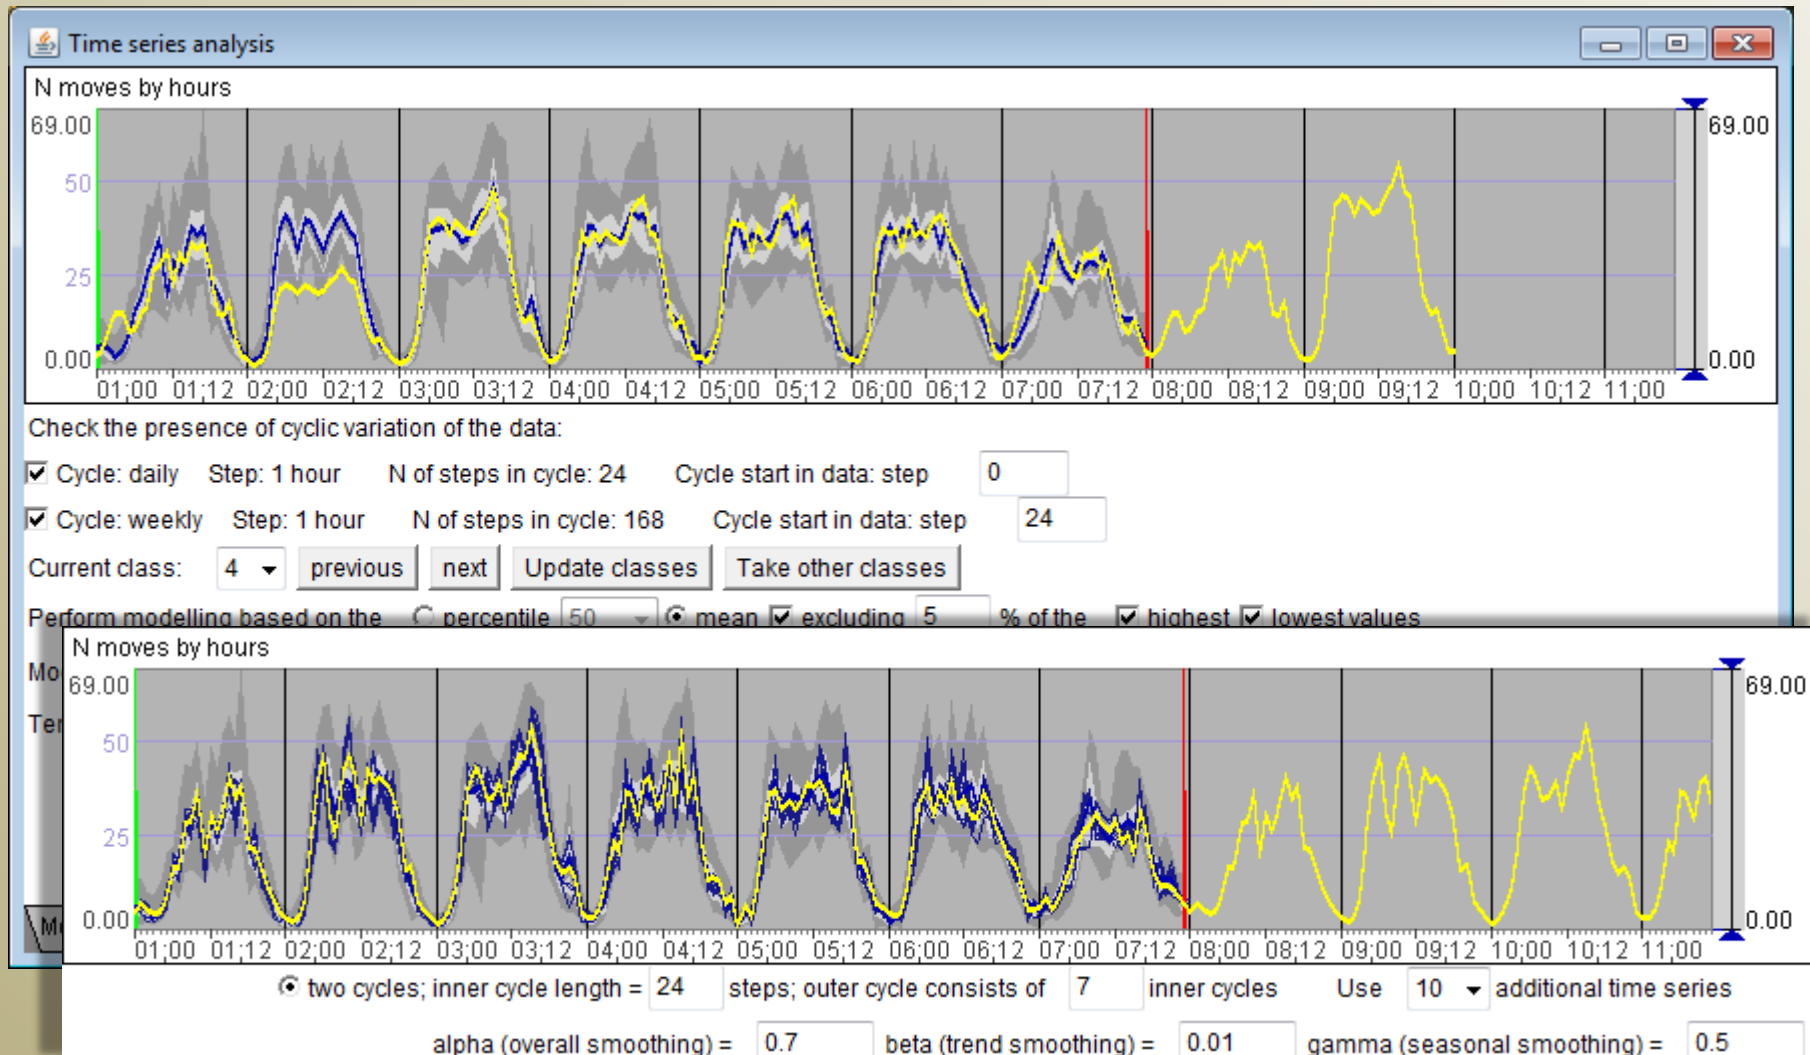 Time series analysis
N moves by hours
69.00 69.00
50
25
0.00 0.00
01;00 01;12 02;00 02;12 03;00 03;12 04;00 04;12 05;00 05;12 06;00 06;12 07;00 07;12 08;00 08;12 09;00 09;12 10;00 10;12 11;00
Check the presence of cyclic variation of the data:
Cycle: daily Step: 1 hour N of steps in cycle: 24 Cycle start in data: step 0
Cycle: weekly Step: 1 hour N of steps in cycle: 168 Cycle start in data: step 24
Current class: 4 previous next Update classes Take other classes
Perform modelling based on the percentile 50 mean excluding 5 % of the highest lowest values
N moves by hours
Mo 69.00 69.00
Ter
50
25
0.00 0.00
M
01;00 01;12 02;00 02;12 03;00 03;12 04;00 04;12 05;00 05;12 06;00 06;12 07;00 07;12 08;00 08;12 09;00 09;12 10;00 10;12 11;00
two cycles; inner cycle length = 24 steps; outer cycle consists of 7 inner cycles Use 10 additional time series
alpha (overall smoothing) = 0.7 beta (trend smoothing) = 0.01 gamma (seasonal smoothing) = 0.5